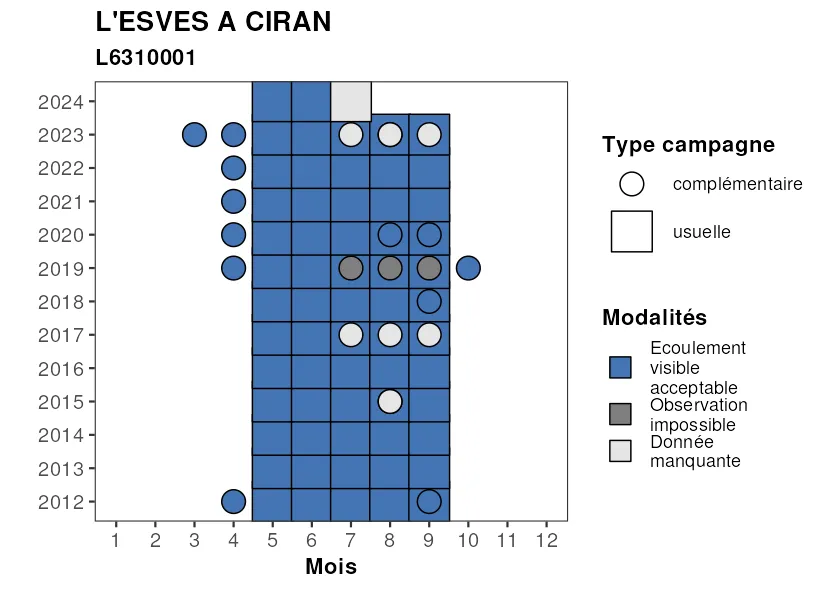 L'ESVES A CIRAN
L6310001
2024
2023
2022
2021
2020
2019
2018
2017
2016
2015
2014
2013
2012
1 2 3 4 5 6 7 8 9 10 11 12
Mois
Type campagne
complémentaire
usuelle
Modalités
Ecoulement
visible
acceptable
Observation
impossible
Donnée
manquante